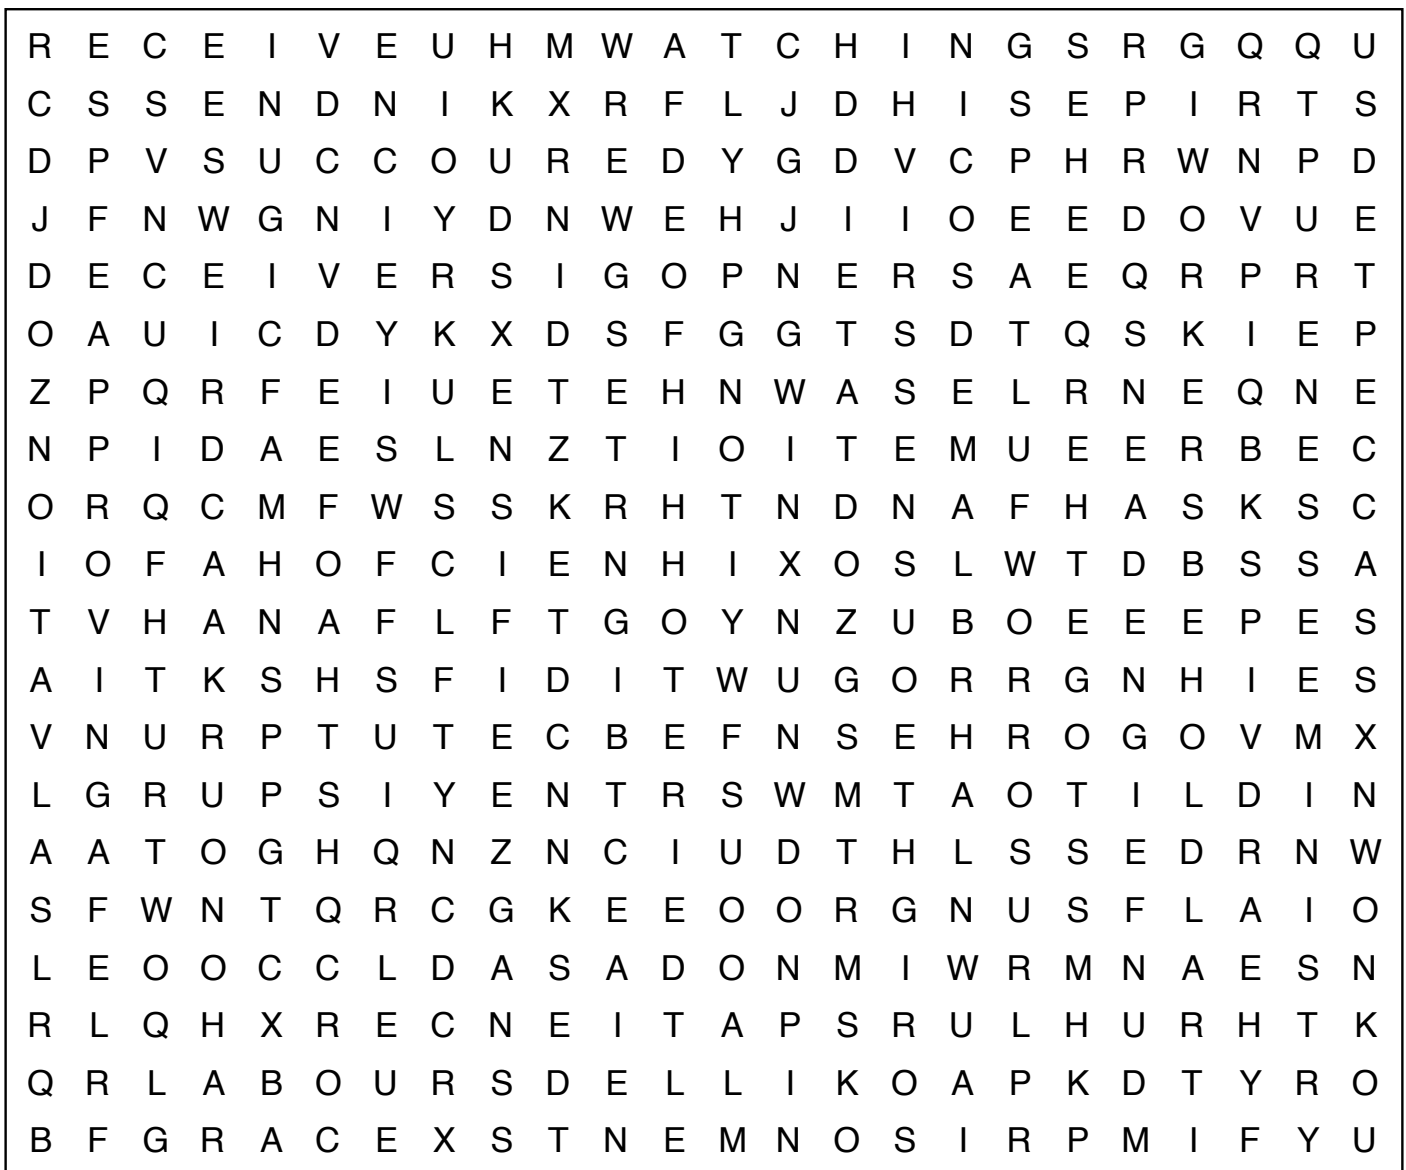 R E C E I V E U H M W A T C H I N G S R G Q Q U
C S S E N D N I K X R F L J D H I S E P I R T S
D P V S U C C O U R E D Y G D V C P H R W N P D
J F N W G N I Y D N W E H J I I O E E D O V U E
D E C E I V E R S I G O P N E R S A E Q R P R T
O A U I C D Y K X D S F G G T S D T Q S K I E P
Z P Q R F E I U E T E H N W A S E L R N E Q N E
N P I D A E S L N Z T I O I T E M U E E R B E C
O R Q C M F W S S K R H T N D N A F H A S K S C
I O F A H O F C I E N H I X O S L W T D B S S A
T V H A N A F L F T G O Y N Z U B O E E E P E S
A I T K S H S F I D I T W U G O R R G N H I E S
V N U R P T U T E C B E F N S E H R O G O V M X
L G R U P S I Y E N T R S W M T A O T I L D I N
A A T O G H Q N Z N C I U D T H L S S E D R N W
S F W N T Q R C G K E E O O R G N U S F L A I O
L E O O C C L D A S A D O N M I W R M N A E S N
R L Q H X R E C N E I T A P S R U L H U R H T K
Q R L A B O U R S D E L L I K O A P K D T Y R O
B F G R A C E X S T N E M N O S I R P M I F Y U